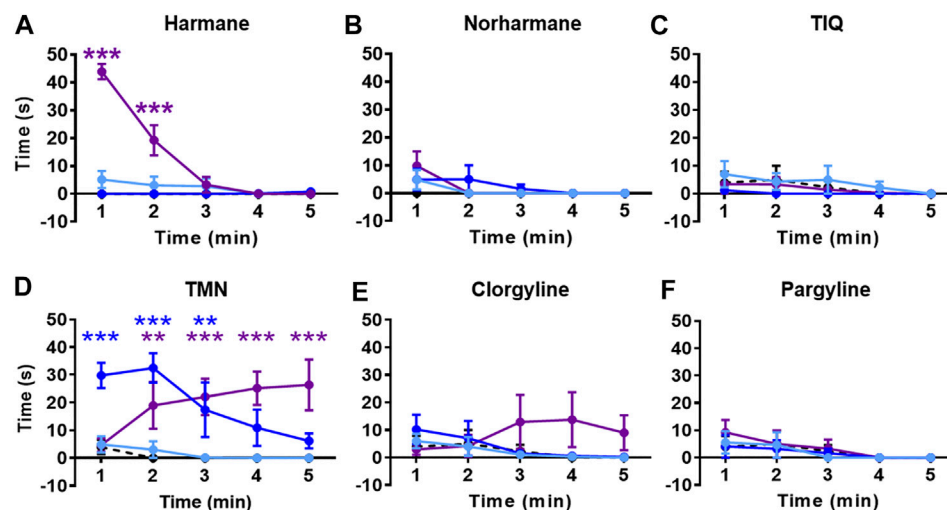 A Harmane
***
***
Time (s)
50
40
30
20
10
0
-10
1 2 3 4 5
Time (min)
B Norharmane
50
40
30
20
10
0
-10
1 2 3 4 5
Time (min)
C TIQ
50
40
30
20
10
0
-10
1 2 3 4 5
Time (min)
D TMN
*** **
*** ** *** *** ***
Time (s)
50
40
30
20
10
0
-10
1 2 3 4 5
Time (min)
E Clorgyline
50
40
30
20
10
0
-10
1 2 3 4 5
Time (min)
F Pargyline
50
40
30
20
10
0
-10
1 2 3 4 5
Time (min)